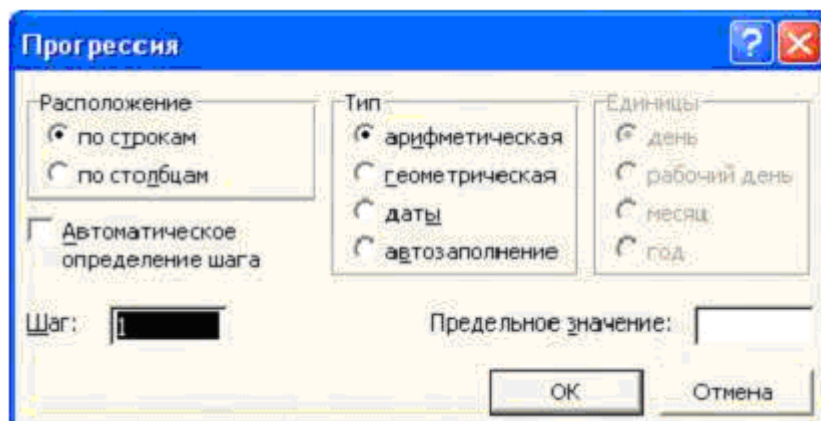 Прогрессия
Расположение
по строкам
по столбцам
Автоматическое
определение шага
Тип
арифметическая
геометрическая
даты
автозаполнение
Единицы
день
рабочий день
месяц
год
Шаг: 1
Предельное значение:
ОК
Отмена